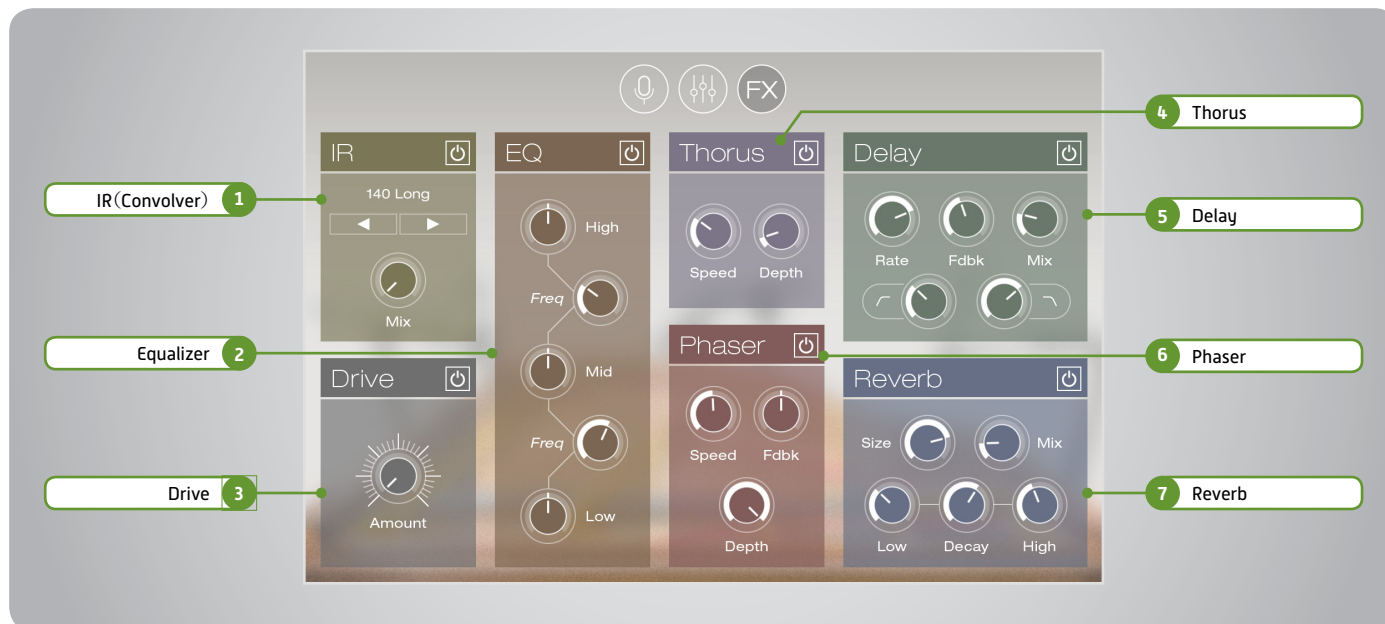 FX
4 Thorus
IR
EQ
Thorus
Delay
IR(Convolver) 1
140 Long
High
Speed Depth
Rate Fdbk Mix
5 Delay
Freq
Mix
Equalizer 2
Mid
Phaser
6 Phaser
Drive
Reverb
Freq
Speed Fdbk
Size Mix
Drive 3
Amount
Low
Depth
Low Decay High
7 Reverb